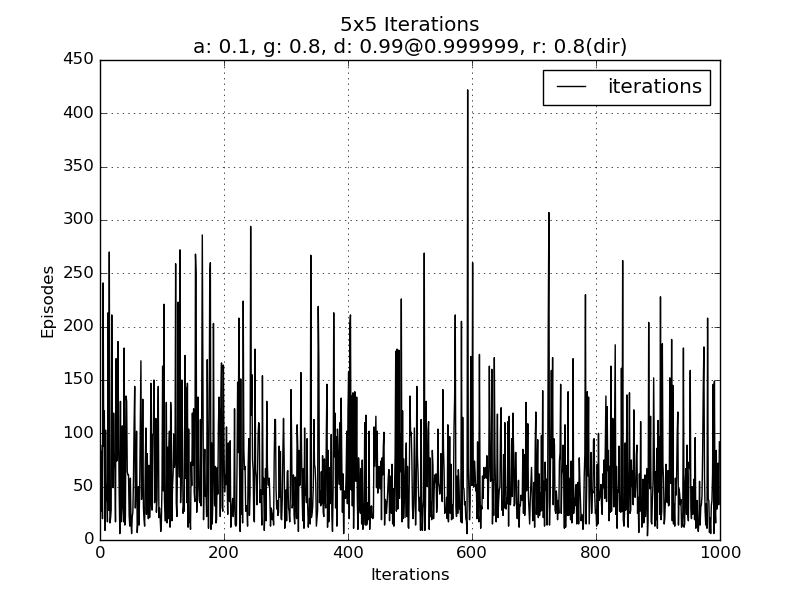 5x5 Iterations
a: 0.1, g: 0.8, d: 0.99@0.999999, r: 0.8(dir)
iterations
450
400
350
300
250
200
150
100
50
0
Episodes
0 200 400 600 800 1000
Iterations